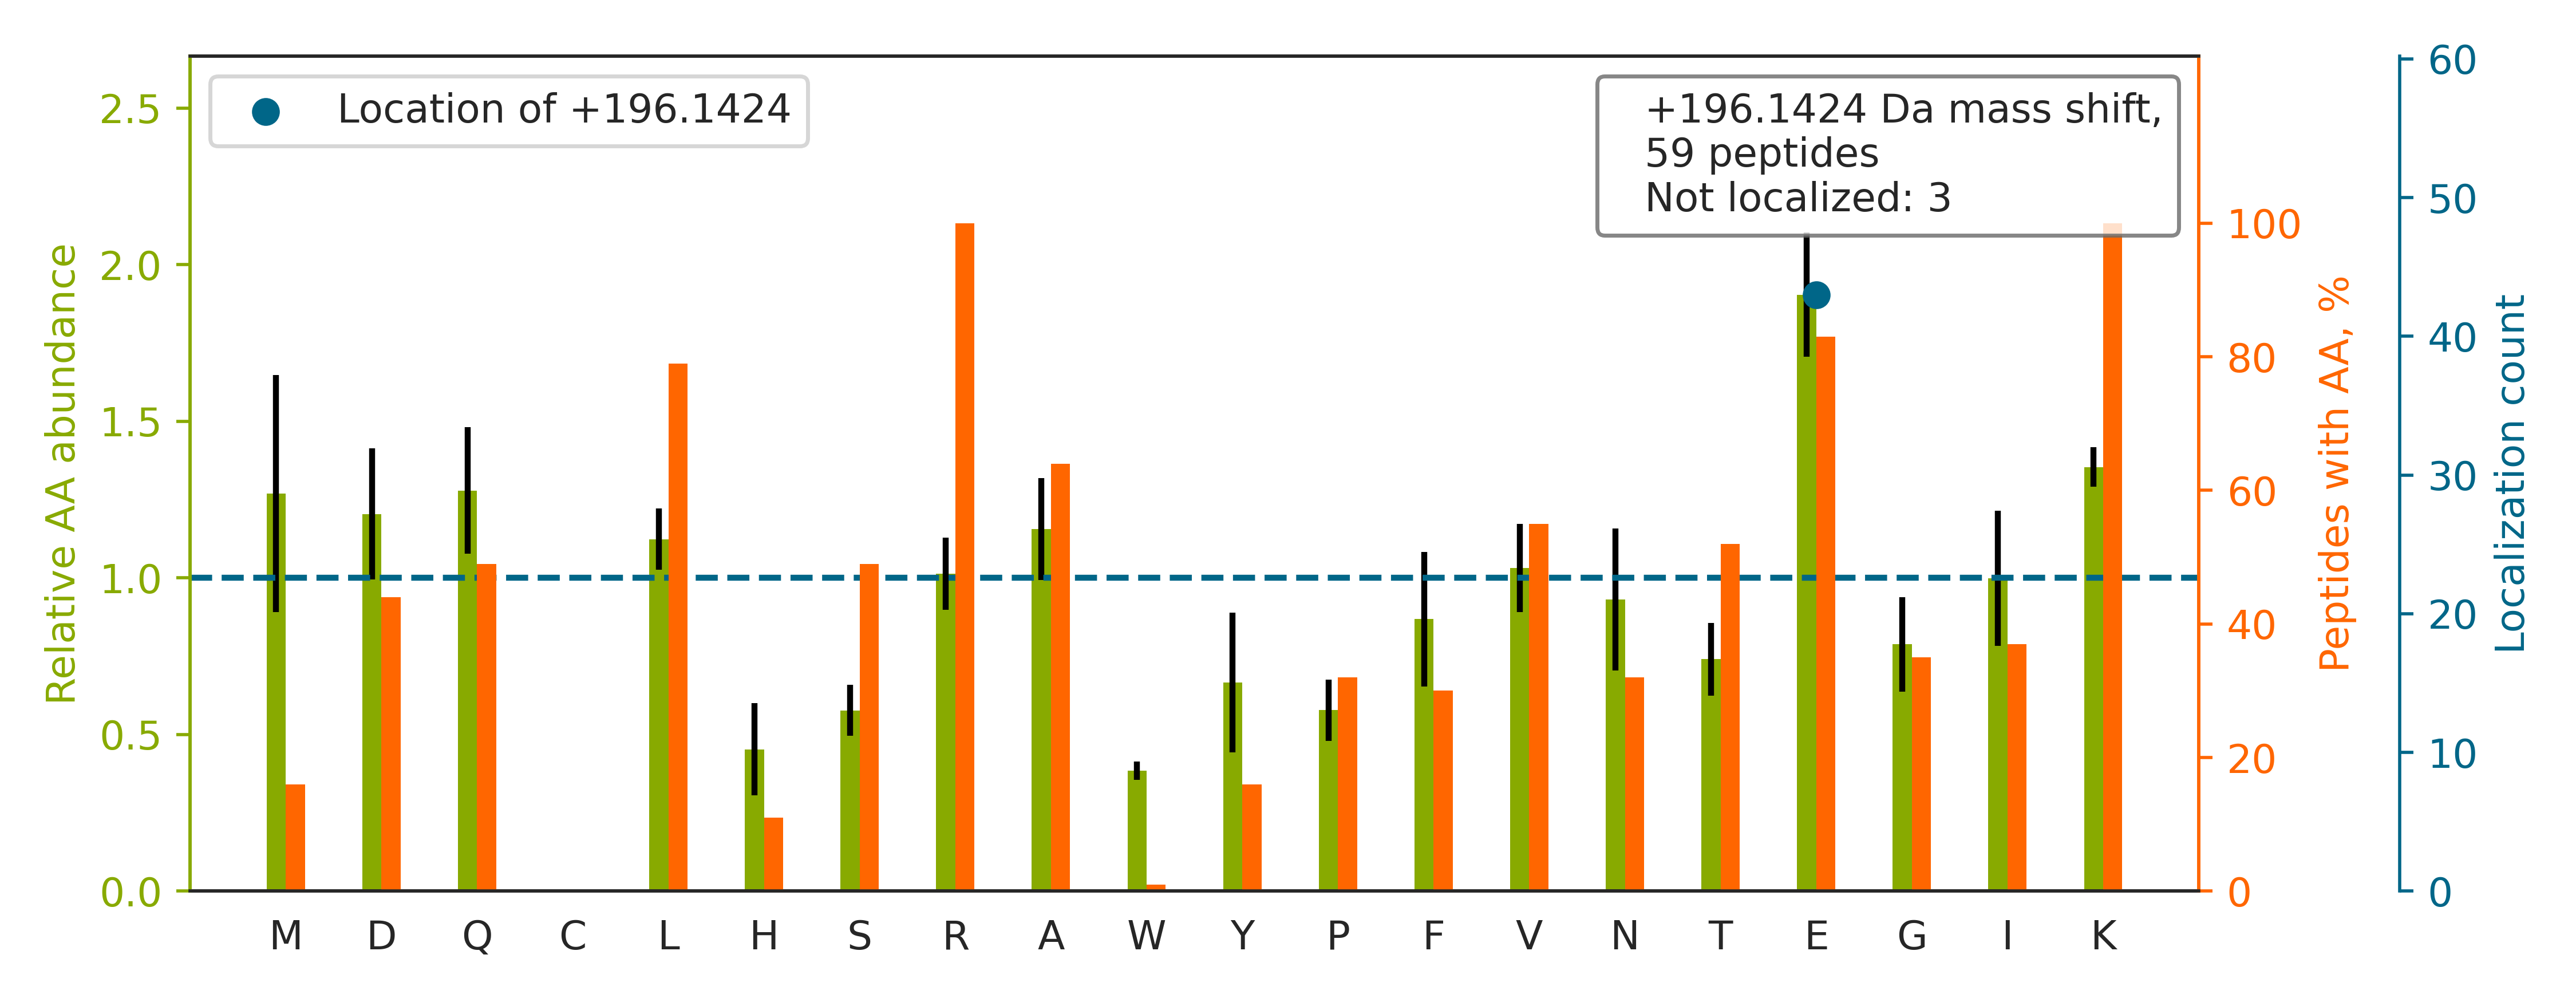 Location of +196.1424
+196.1424 Da mass shift,
59 peptides
Not localized: 3
Relative AA abundance
2.5
2.0
1.5
1.0
0.5
0.0
M D Q C L H S R A W Y P F V N T E G I K
100
80
60
40
20
0
Peptides with AA, %
60
50
40
30
20
10
0
Localization count